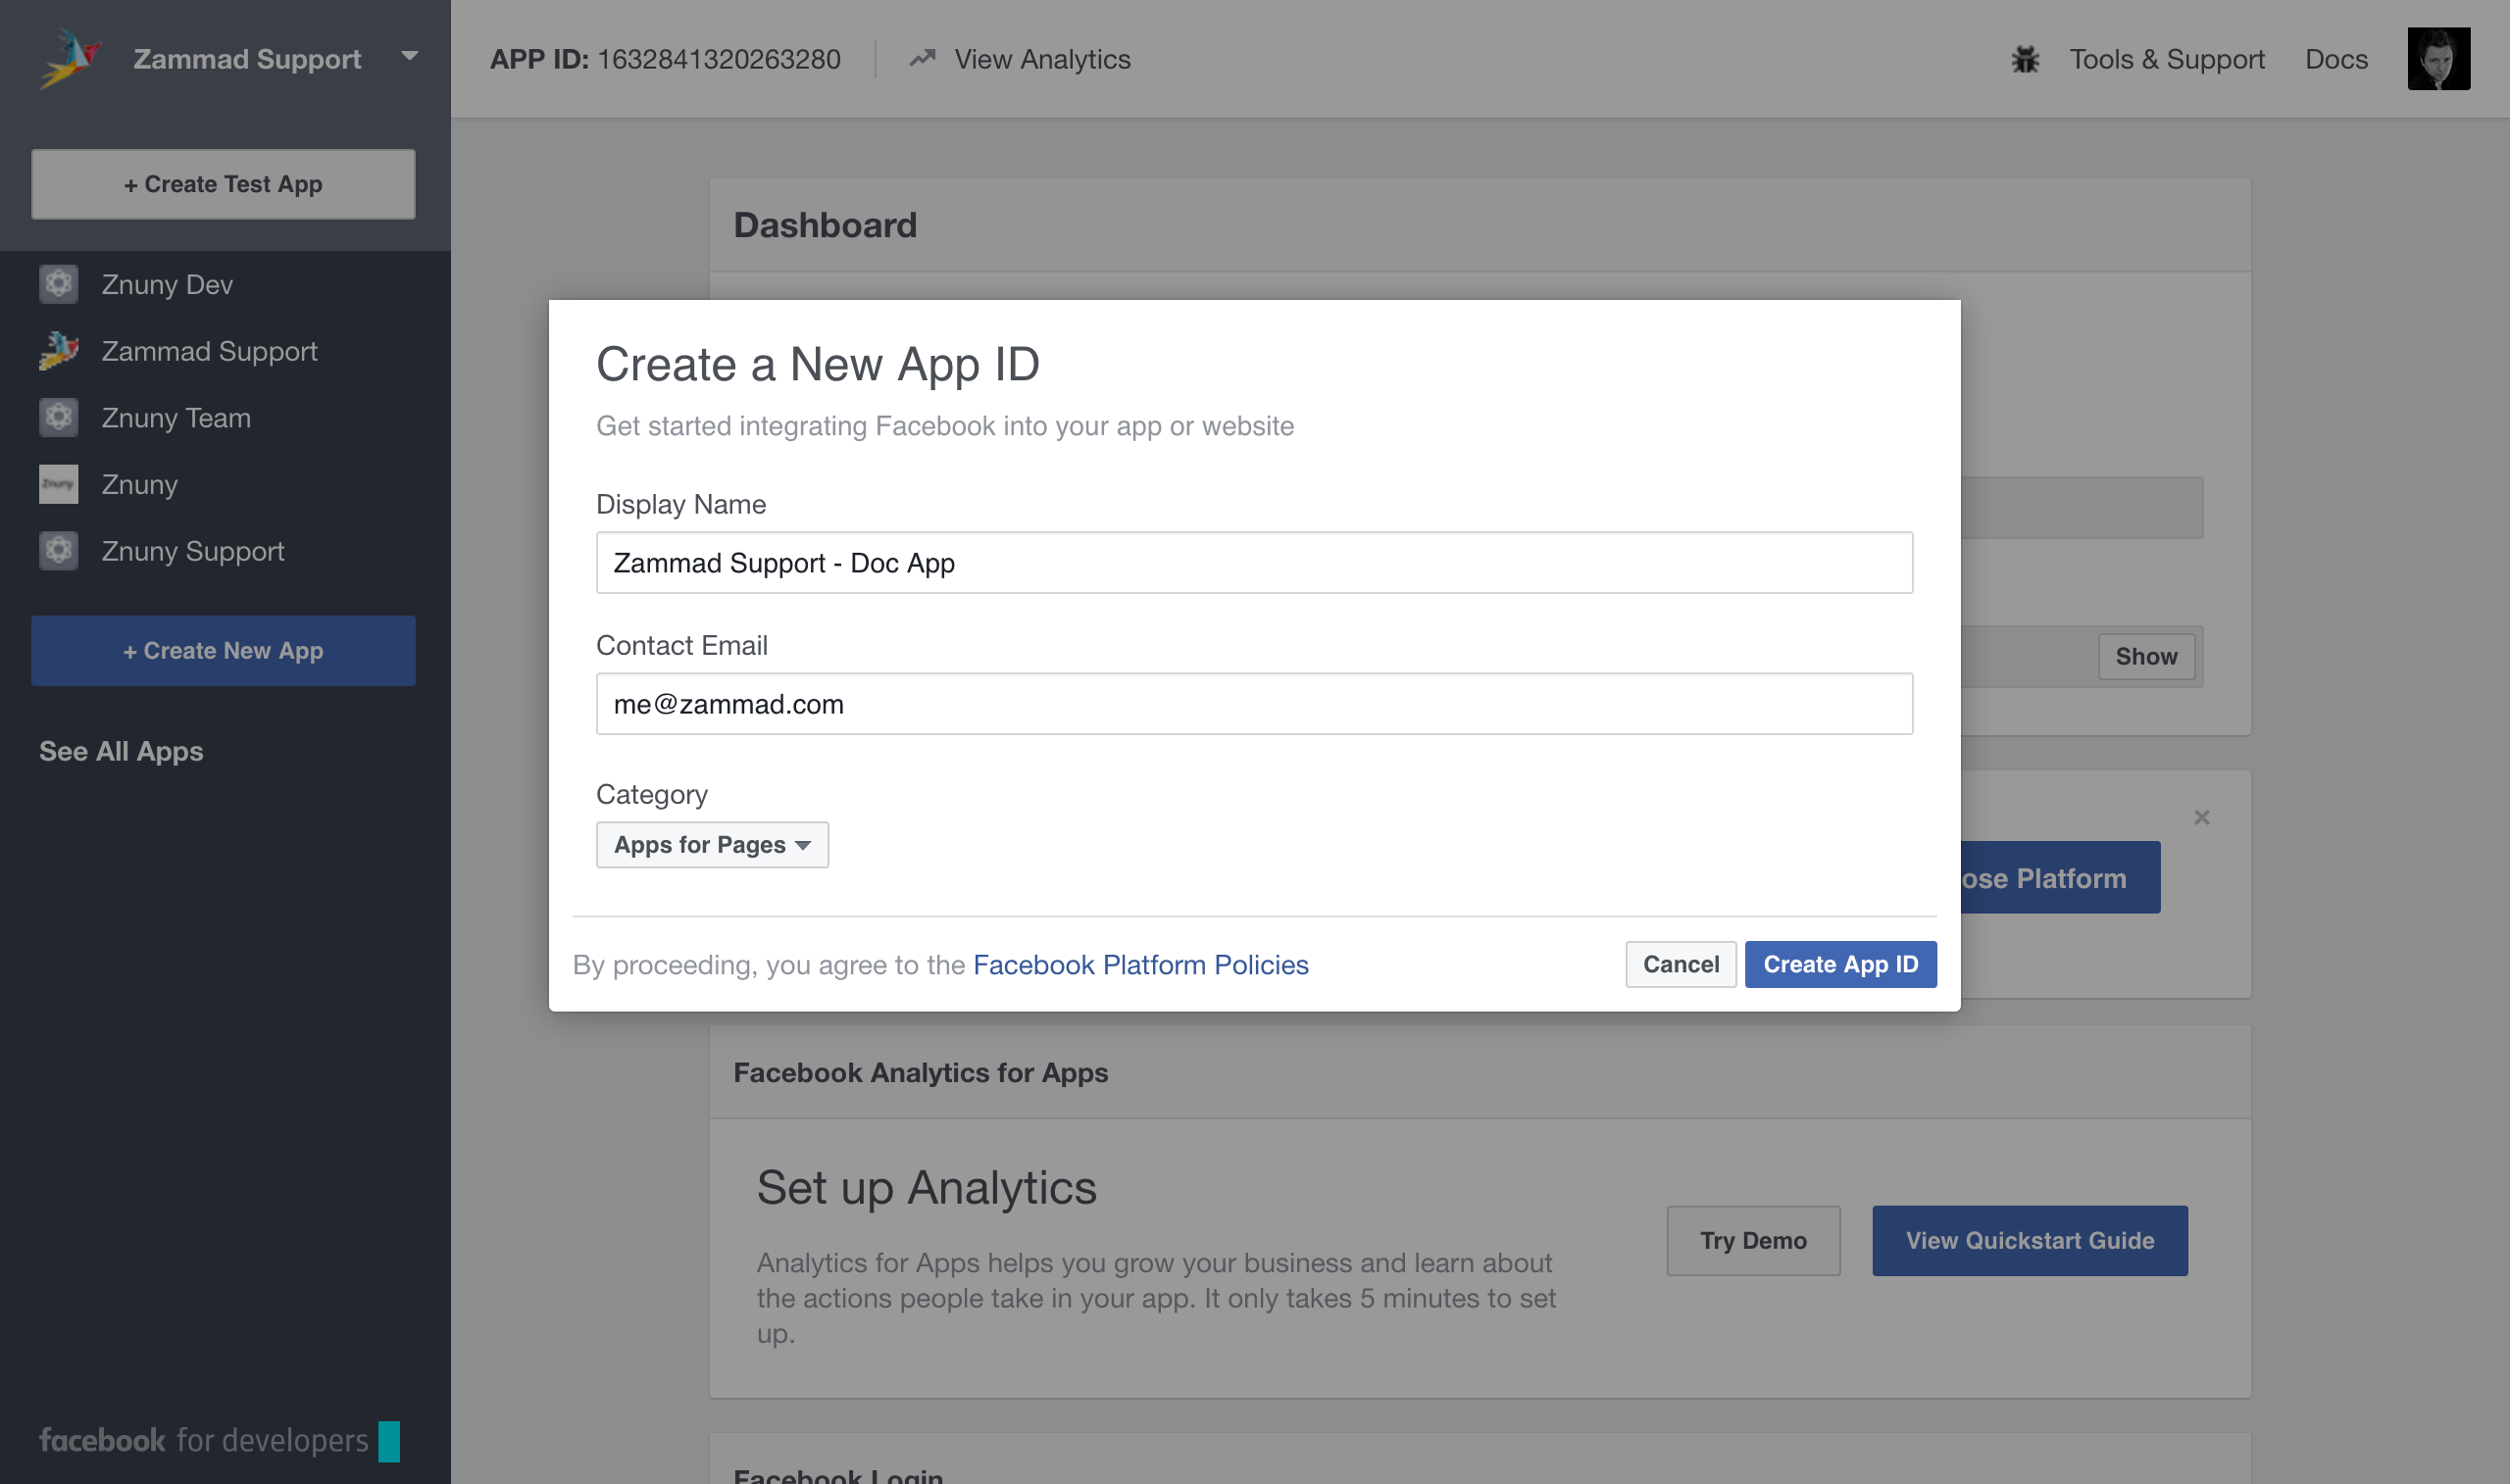 Zammad Support
APP ID: 1632841320263280
View Analytics
Tools & Support
Docs
+ Create Test App
Znuny Dev
Zammad Support
Znuny Team
Znuny
Znuny
Znuny Support
+ Create New App
See All Apps
facebook for developers
Dashboard
Create a New App ID
Get started integrating Facebook into your app or website
Display Name
Zammad Support - Doc App
Contact Email
me@zammad.com
Category
Apps for Pages
By proceeding, you agree to the Facebook Platform Policies
Cancel
Create App ID
Show
ose Platform
Facebook Analytics for Apps
Set up Analytics
Analytics for Apps helps you grow your business and learn about
the actions people take in your app. It only takes 5 minutes to set
up.
Try Demo
View Quickstart Guide
Facebook Login